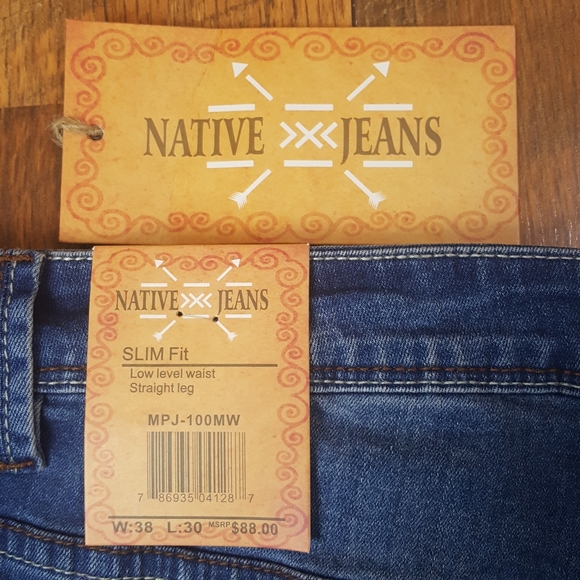 NATIVE JEANS
NATIVE JEANS
SLIM Fit
Low level waist
Straight leg
MPJ-100MW
7 86935 04128 7
W:38 L:30 MSRP $88.00